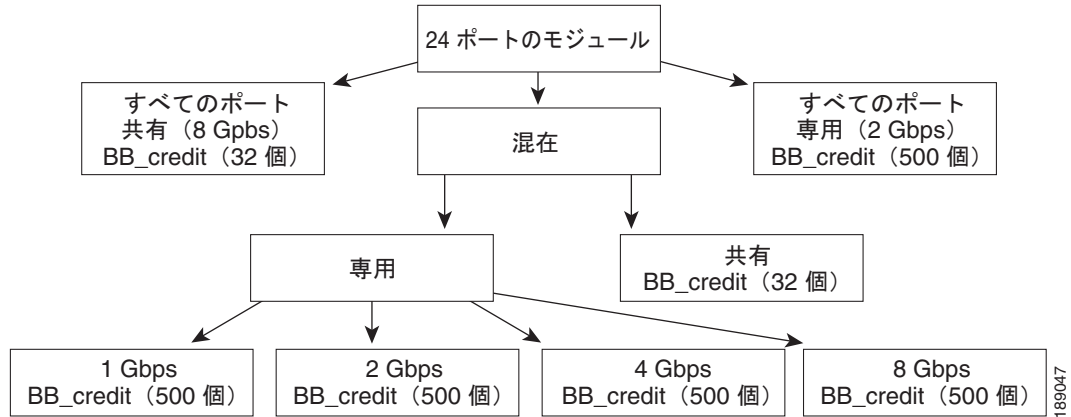 24 ポートのモジュール
すべてのポート
共有（8 Gpbs）
BB_credit（32 個）
混在
すべてのポート
専用（2 Gbps）
BB_credit（500 個）
専用
共有
BB_credit（32 個）
1 Gbps
BB_credit（500 個）
2 Gbps
BB_credit（500 個）
4 Gbps
BB_credit（500 個）
8 Gbps
BB_credit（500 個）
189047